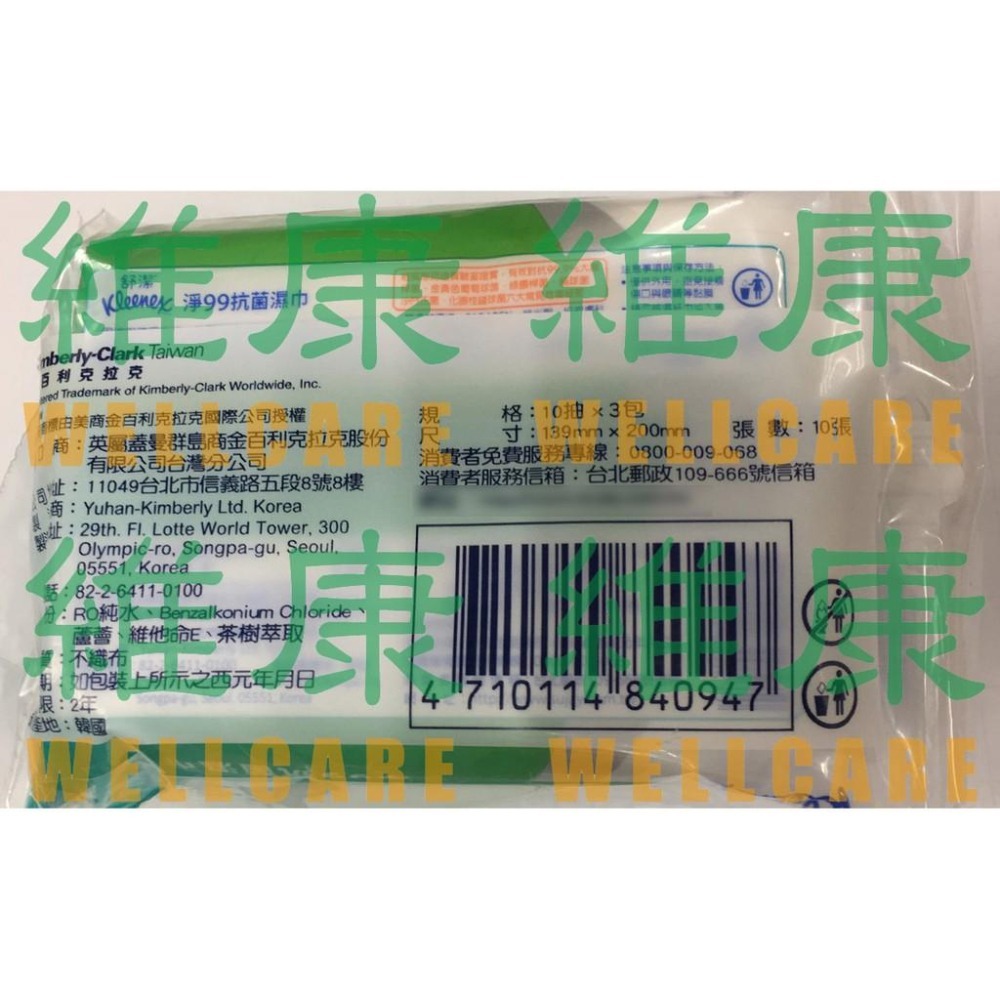 維康 維康
舒潔
Kleenex 淨99抗菌濕巾
Kimberly-Clark Taiwan
百利克拉克
Trademark of Kimberly-Clark Worldwide, Inc.
商標由美商金百利克拉克國際公司授權
WELLCARE WELLCARE
商：英屬蓋曼群島商金百利克拉克股份
有限公司台灣分公司
址：11049台北市信義路五段8號8樓
商：Yuhan-Kimberly Ltd. Korea
址：29th. Fl. Lotte World Tower, 300
Olympic-ro, Songpa-gu, Seoul,
05551, Korea
話：82-2-6411-0100
份：RO純水、Benzalkonium Chloride、
蘆薈、維他命E、茶樹萃取
質：不織布
期：如包裝上所示之西元年月日
限：2年
產地：韓國
規 格：10抽×3包
尺 寸：139mm×200mm 張 數：10張
消費者免費服務專線：0800-009-068
消費者服務信箱：台北郵政109-666號信箱
維康 維康
4 710114 840947
WELLCARE WELLCARE